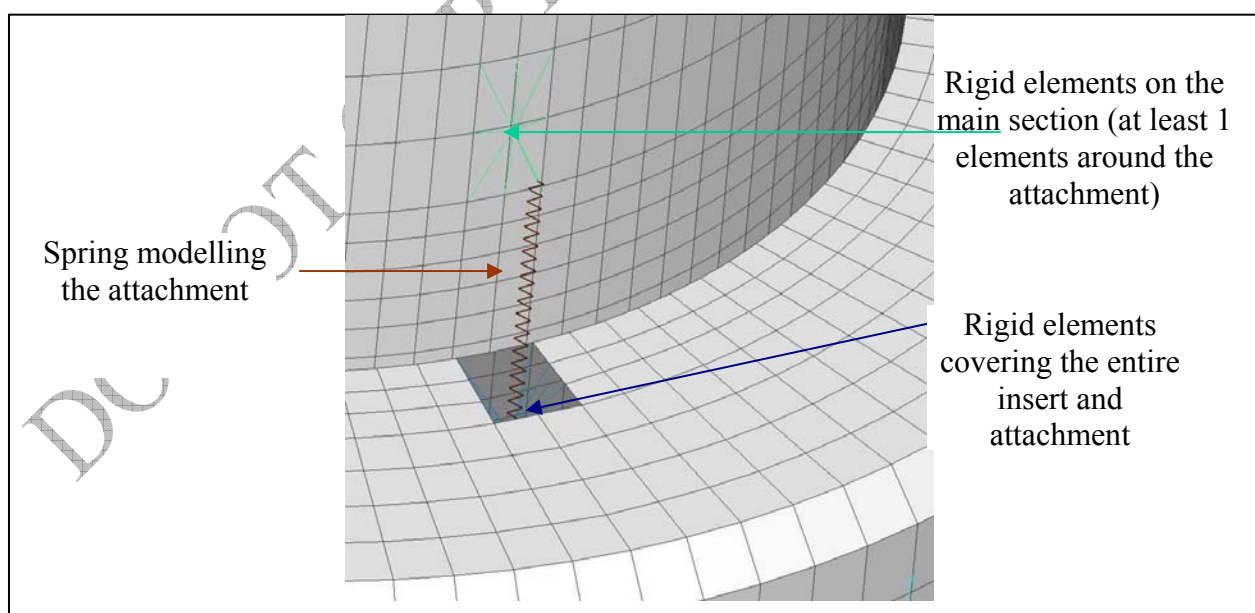 Rigid elements on the
main section (at least 1
elements around the
attachment)
Spring modelling
the attachment
Rigid elements
covering the entire
insert and
attachment